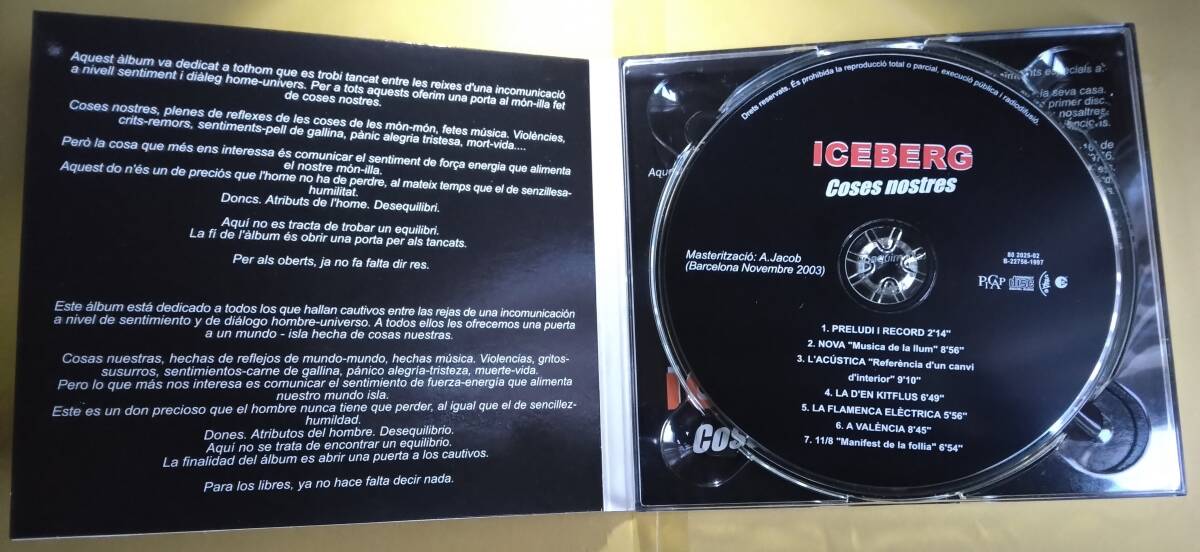 Aquest àlbum va dedicat a tothom que es trobi tancat entre les reixes d'una incomunicació
a nivell sentiment i diàleg home-univers. Per a tots aquests oferim una porta al món-illa fet
de coses nostres.
Coses nostres, plenes de reflexes de les coses de les món-món, fetes música. Violències,
crits-remors, sentiments-pell de gallina, pànic alegria tristesa, mort-vida....
Però la cosa que més ens interessa és comunicar el sentiment de força energia que alimenta
el nostre món-illa.
Aquest do n'és un de preciós que l'home no ha de perdre, al mateix temps que el de senzillesa-
humilitat.
Doncs. Atributs de l'home. Desequilibri.
Aquí no es tracta de trobar un equilibri.
La fi de l'àlbum és obrir una porta per als tancats.
Per als oberts, ja no fa falta dir res.
Este álbum está dedicado a todos los que hallan cautivos entre las rejas de una incomunicación
a nivel de sentimiento y de diálogo hombre-universo. A todos ellos les ofrecemos una puerta
a un mundo - isla hecha de cosas nuestras.
Cosas nuestras, hechas de reflejos de mundo-mundo, hechas música. Violencias, gritos-
susurros, sentimientos-carne de gallina, pánico alegría-tristeza, muerte-vida.
Pero lo que más nos interesa es comunicar el sentimiento de fuerza-energía que alimenta
nuestro mundo isla.
Este es un don precioso que el hombre nunca tiene que perder, al igual que el de sencillez-
humildad.
Dones. Atributos del hombre. Desequilibrio.
Aquí no se trata de encontrar un equilibrio.
La finalidad del álbum es abrir una puerta a los cautivos.
Para los libres, ya no hace falta decir nada.
Drets reservats. És prohibida la reproducció total o parcial, execució pública i radiodifusió.
ICEBERG
Coses nostres
Masterització: A.Jacob
(Barcelona Novembre 2003)
88 2025-02
B-22756-1997
PICAP
1. PRELUDI I RECORD 2'14"
2. NOVA "Musica de la llum" 8'56"
3. L'ACÚSTICA "Referència d'un canvi
d'interior" 9'10"
4. LA D'EN KITFLUS 6'49"
5. LA FLAMENCA ELÈCTRICA 5'56"
6. A VALÈNCIA 8'45"
7. 11/8 "Manifest de la follia" 6'54"
especials a:
la seva casa.
primer disc.
nosaltres.
Cos